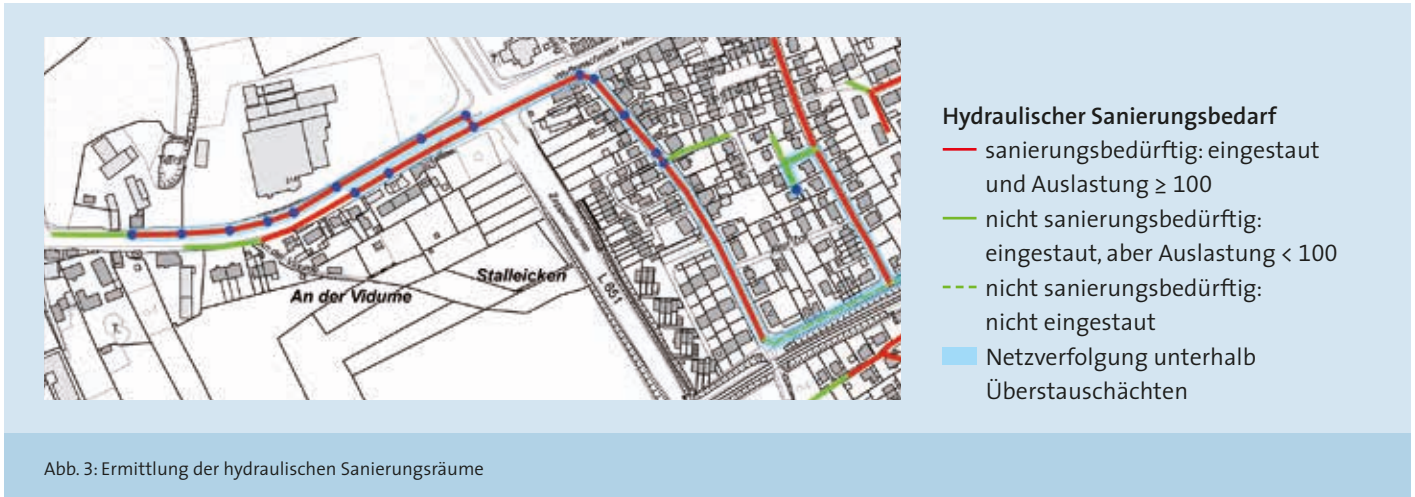 An der Vidume
Stalleicken
L 651
Hydraulischer Sanierungsbedarf
sanierungsbedürftig: eingestaut
und Auslastung ≥ 100
nicht sanierungsbedürftig:
eingestaut, aber Auslastung < 100
nicht sanierungsbedürftig:
nicht eingestaut
Netzverfolgung unterhalb
Überstauschächten
Abb. 3: Ermittlung der hydraulischen Sanierungsräume